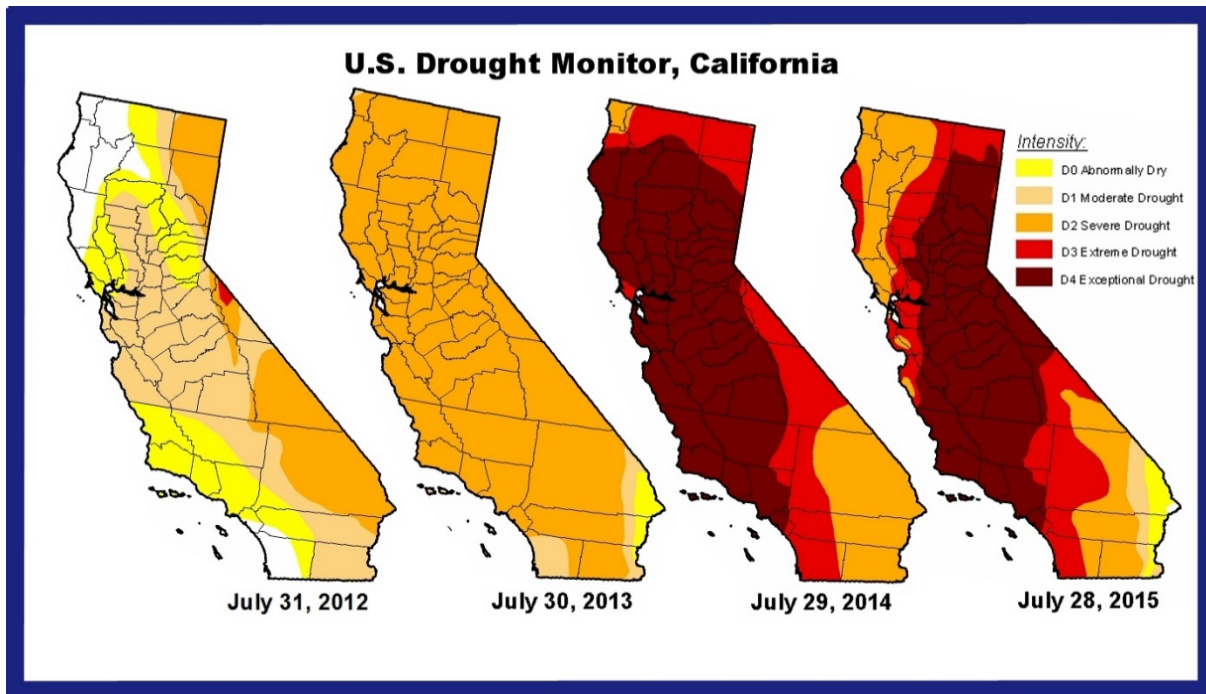 U.S. Drought Monitor, California
Intensity:
D0 Abnormally Dry
D1 Moderate Drought
D2 Severe Drought
D3 Extreme Drought
D4 Exceptional Drought
July 31, 2012
July 30, 2013
July 29, 2014
July 28, 2015